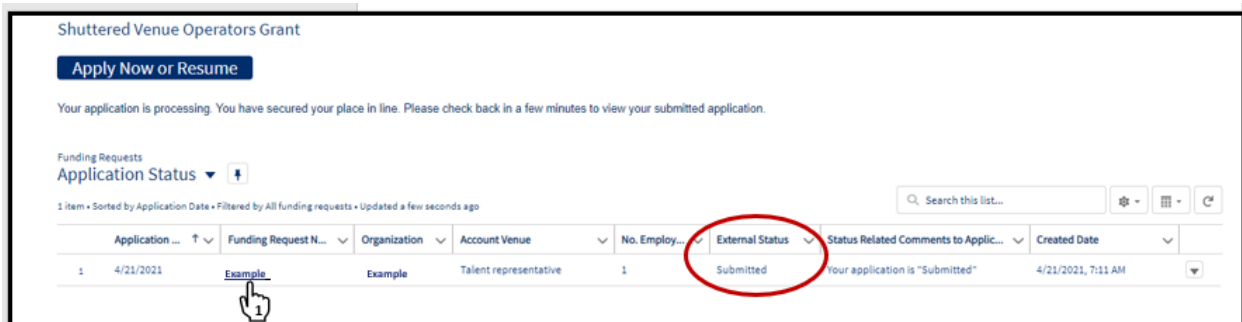 Shuttered Venue Operators Grant
Apply Now or Resume
Your application is processing. You have secured your place in line. Please check back in a few minutes to view your submitted application.
Funding Requests
Application Status
1 item • Sorted by Application Date • Filtered by All funding requests • Updated a few seconds ago
Search this list...
Application ... Funding Request N... Organization Account Venue No. Employ... External Status Status Related Comments to Applic... Created Date
1 4/21/2021 Example Example Talent representative 1 Submitted Your application is "Submitted" 4/21/2021, 7:11 AM
1